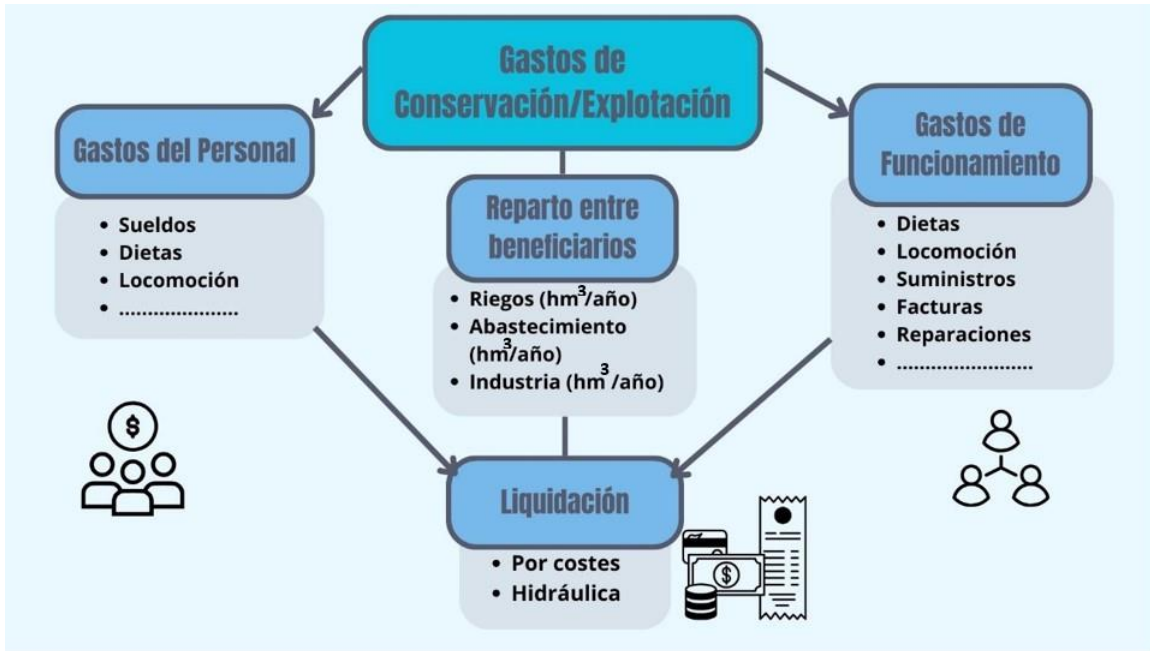 Gastos de
Conservación/Explotación
Gastos del Personal
• Sueldos
• Dietas
• Locomoción
• .....................
Reparto entre
beneficiarios
• Riegos (hm³/año)
• Abastecimiento
(hm³/año)
• Industria (hm³ /año)
Gastos de
Funcionamiento
• Dietas
• Locomoción
• Suministros
• Facturas
• Reparaciones
• ........................
Liquidación
• Por costes
• Hidráulica
$
$